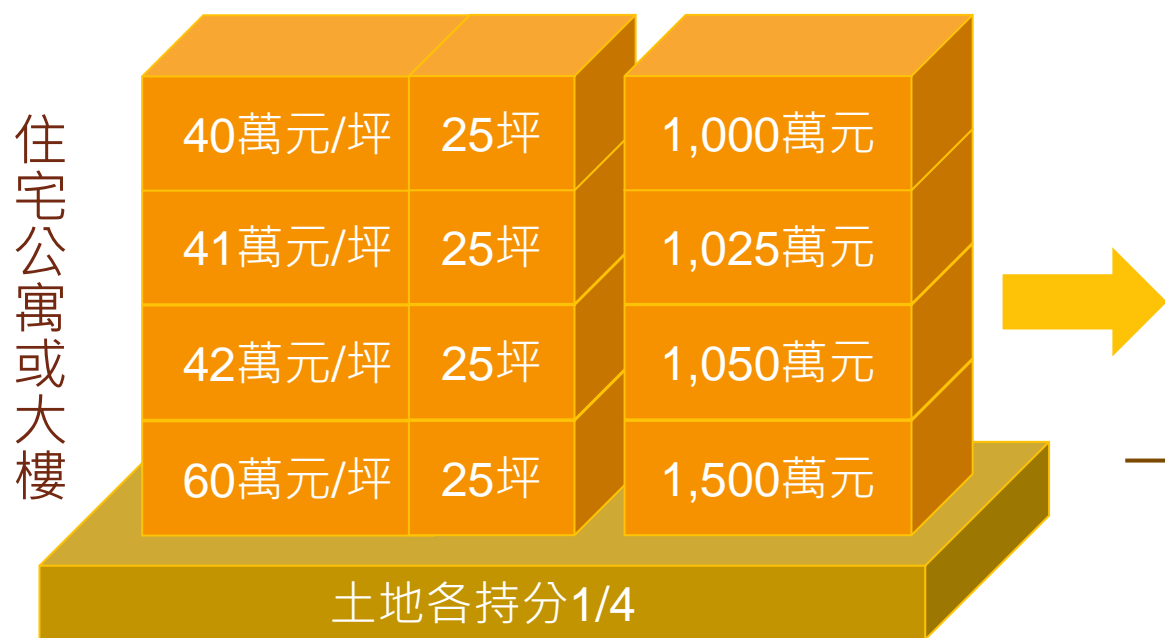 住宅公寓或大樓
40萬元/坪 25坪 1,000萬元
41萬元/坪 25坪 1,025萬元
42萬元/坪 25坪 1,050萬元
60萬元/坪 25坪 1,500萬元
土地各持分1/4